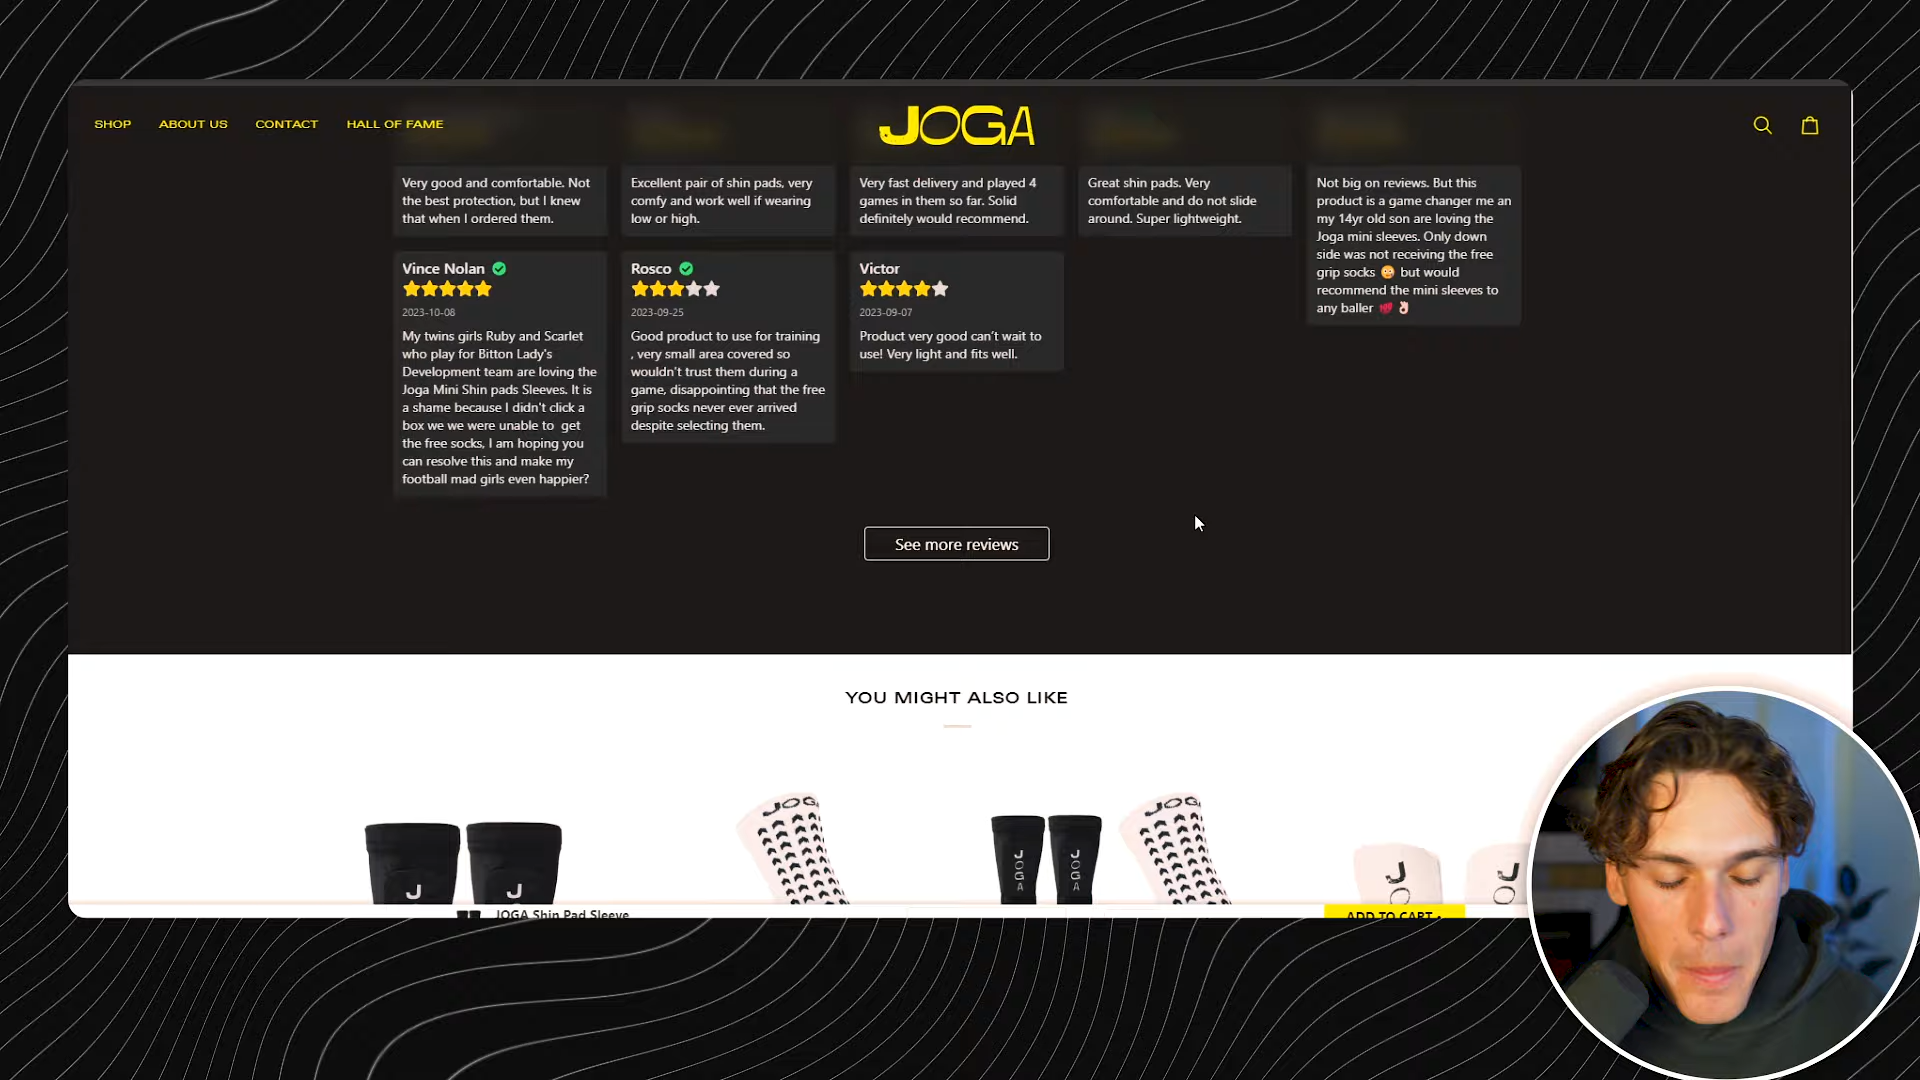 SHOP ABOUT US CONTACT HALL OF FAME
JOGA
Very good and comfortable. Not
the best protection, but I knew
that when I ordered them.
Excellent pair of shin pads, very
comfy and work well if wearing
low or high.
Very fast delivery and played 4
games in them so far. Solid
definitely would recommend.
Great shin pads. Very
comfortable and do not slide
around. Super lightweight.
Not big on reviews. But this
product is a game changer me an
my 14yr old son are loving the
Joga mini sleeves. Only down
side was not receiving the free
grip socks 😳 but would
recommend the mini sleeves to
any baller 💯👌🏻
Vince Nolan
2023-10-08
My twins girls Ruby and Scarlet
who play for Bitton Lady's
Development team are loving the
Joga Mini Shin pads Sleeves. It is
a shame because I didn't click a
box we we were unable to get
the free socks, I am hoping you
can resolve this and make my
football mad girls even happier?
Rosco
2023-09-25
Good product to use for training
, very small area covered so
wouldn't trust them during a
game, disappointing that the free
grip socks never ever arrived
despite selecting them.
Victor
2023-09-07
Product very good can't wait to
use! Very light and fits well.
See more reviews
YOU MIGHT ALSO LIKE
J
J
JOGA
JOGA
JOGA
JOGA
JO
JO
JOGA Shin Pad Sleeve
ADD TO CART •